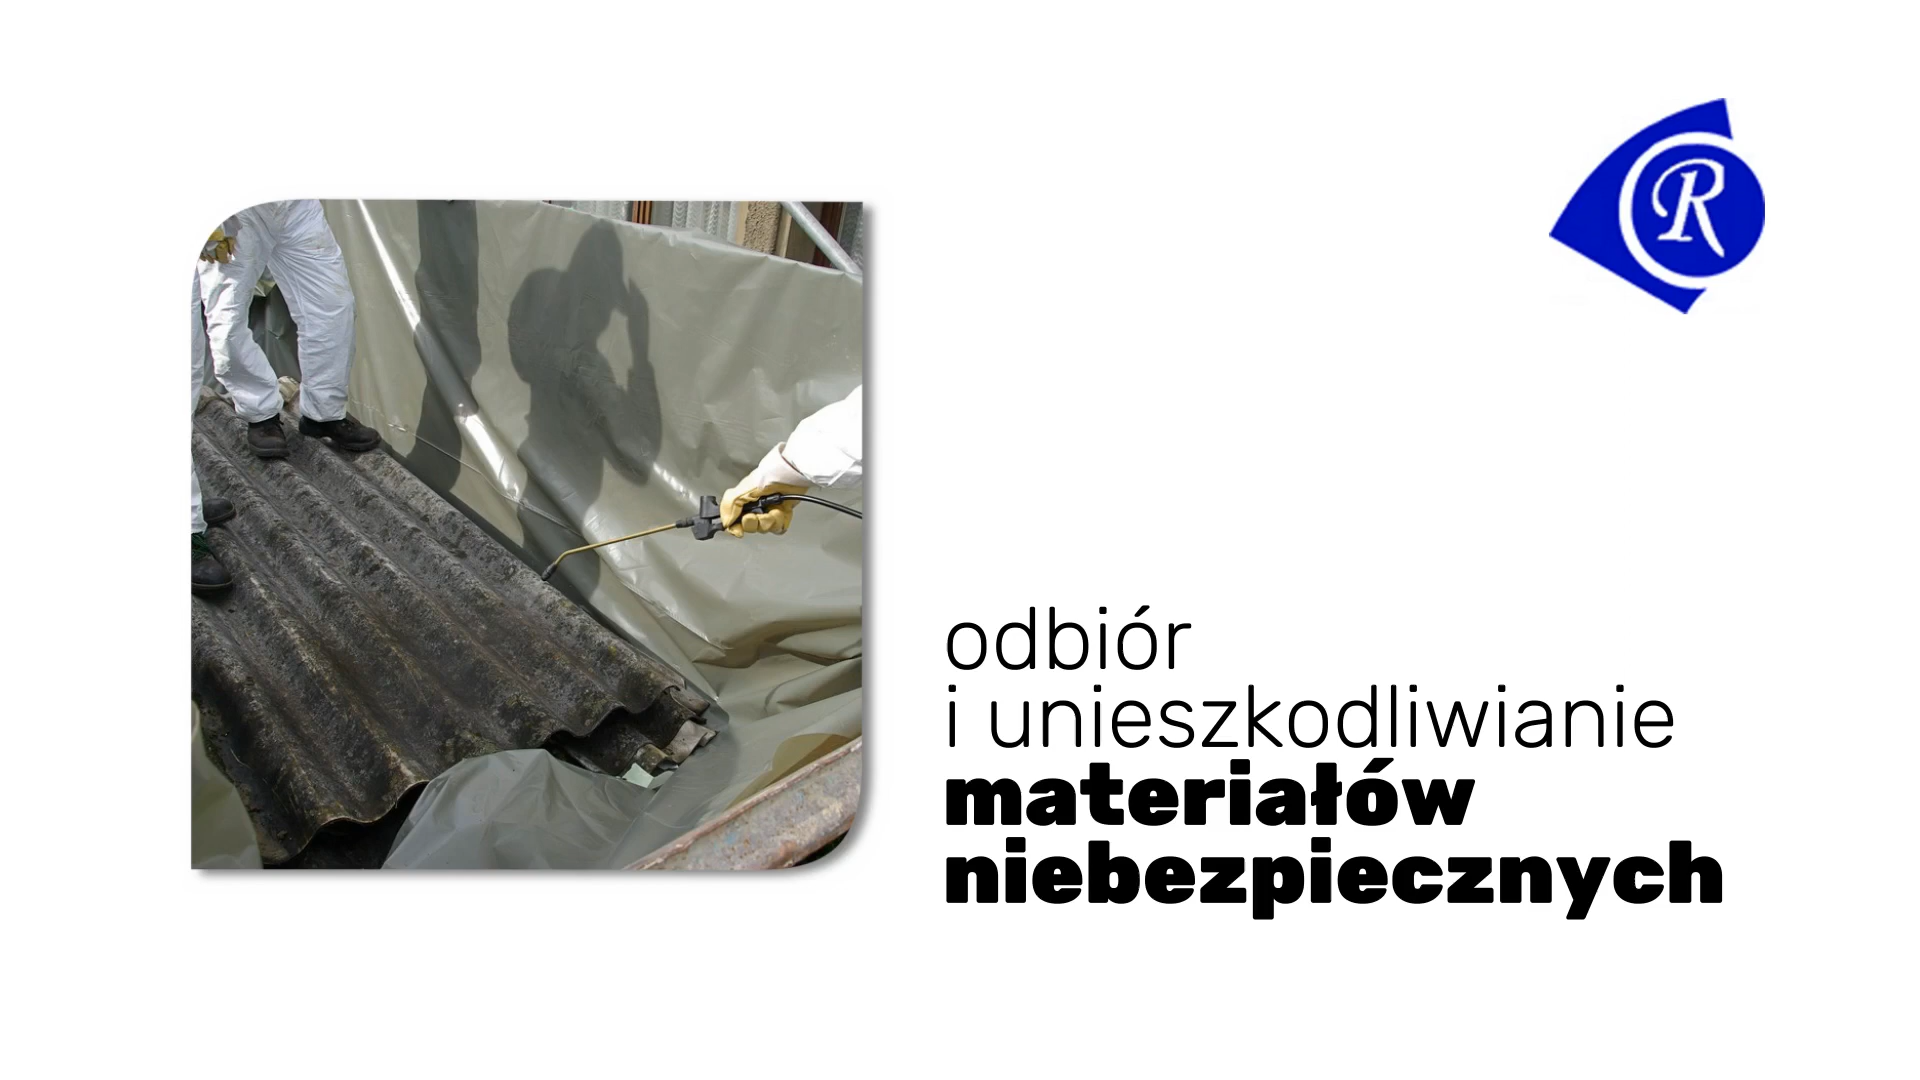 R
odbiór
i unieszkodliwianie
materiałów
niebezpiecznych